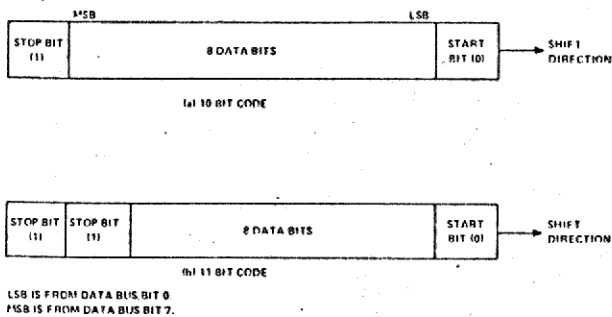 MSB LSB
STOP BIT (1) 8 DATA BITS START BIT (0) SHIFT DIRECTION
(a) 10 BIT CODE
STOP BIT (1) STOP BIT (1) 8 DATA BITS START BIT (0) SHIFT DIRECTION
(b) 11 BIT CODE
LSB IS FROM DATA BUS BIT 0.
MSB IS FROM DATA BUS BIT 7.